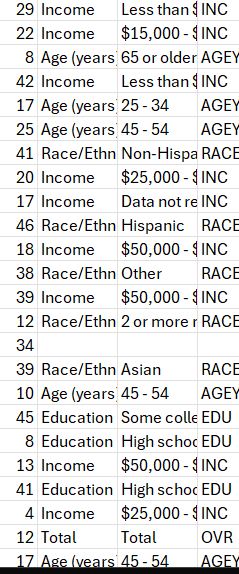 29 Income Less than $ INC
22 Income $15,000 - $ INC
8 Age (years) 65 or older AGEY
42 Income Less than $ INC
17 Age (years) 25 - 34 AGEY
25 Age (years) 45 - 54 AGEY
41 Race/Ethn Non-Hispa RACE
20 Income $25,000 - $ INC
17 Income Data not re INC
46 Race/Ethn Hispanic RACE
18 Income $50,000 - $ INC
38 Race/Ethn Other RACE
39 Income $50,000 - $ INC
12 Race/Ethn 2 or more r RACE
34
39 Race/Ethn Asian RACE
10 Age (years) 45 - 54 AGEY
45 Education Some colle EDU
8 Education High schoo EDU
13 Income $50,000 - $ INC
41 Education High schoo EDU
4 Income $25,000 - $ INC
12 Total Total OVR
17 Age (years) 45 - 54 AGEY